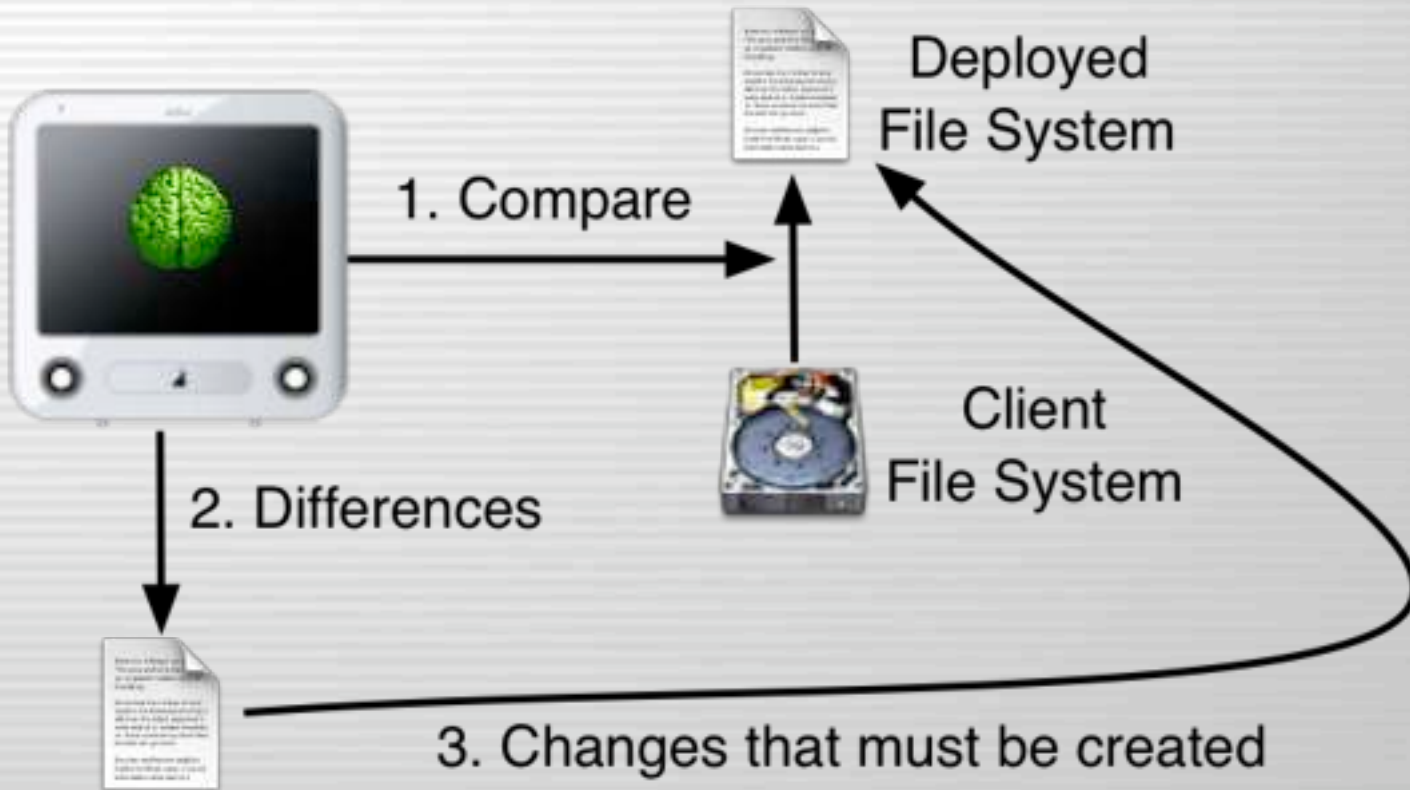 Deployed
File System
1. Compare
Client
File System
2. Differences
3. Changes that must be created